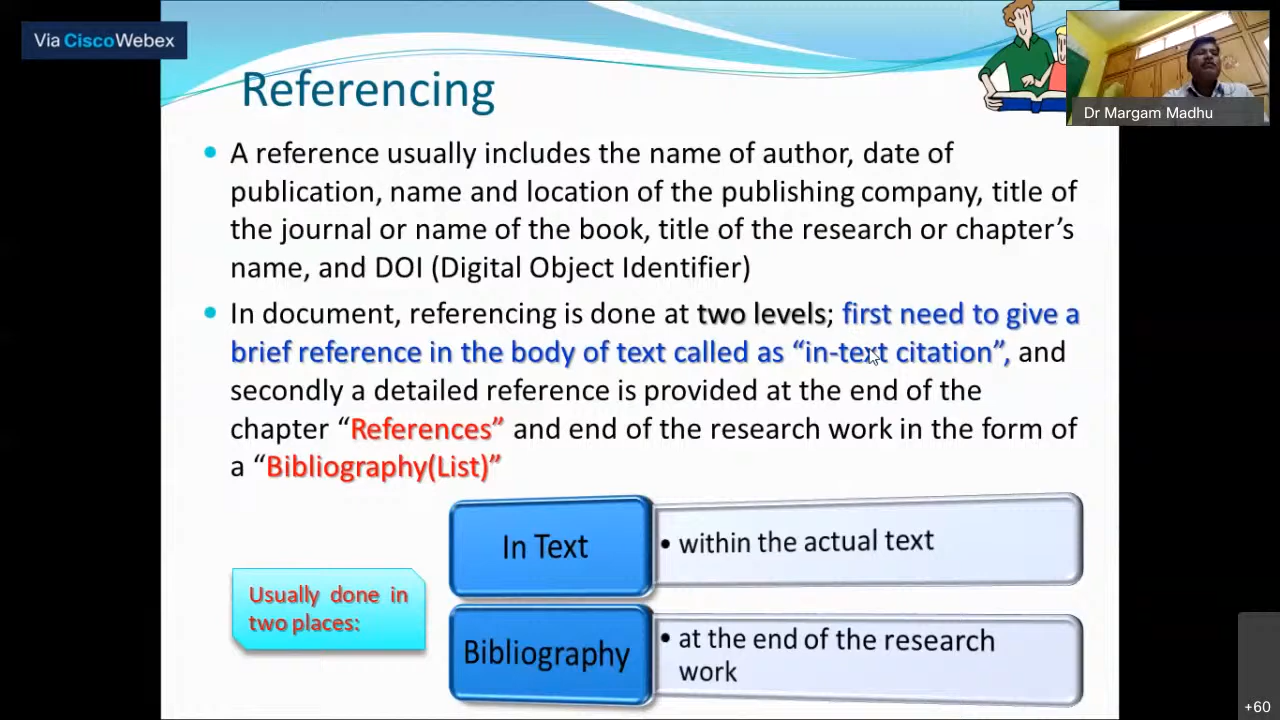 Via CiscoWebex
Referencing
Dr Margam Madhu
• A reference usually includes the name of author, date of
publication, name and location of the publishing company, title of
the journal or name of the book, title of the research or chapter’s
name, and DOI (Digital Object Identifier)
• In document, referencing is done at two levels; first need to give a
brief reference in the body of text called as “in-text citation”, and
secondly a detailed reference is provided at the end of the
chapter “References” and end of the research work in the form of
a “Bibliography(List)”
In Text
• within the actual text
Usually done in
two places:
Bibliography
• at the end of the research
work
+60